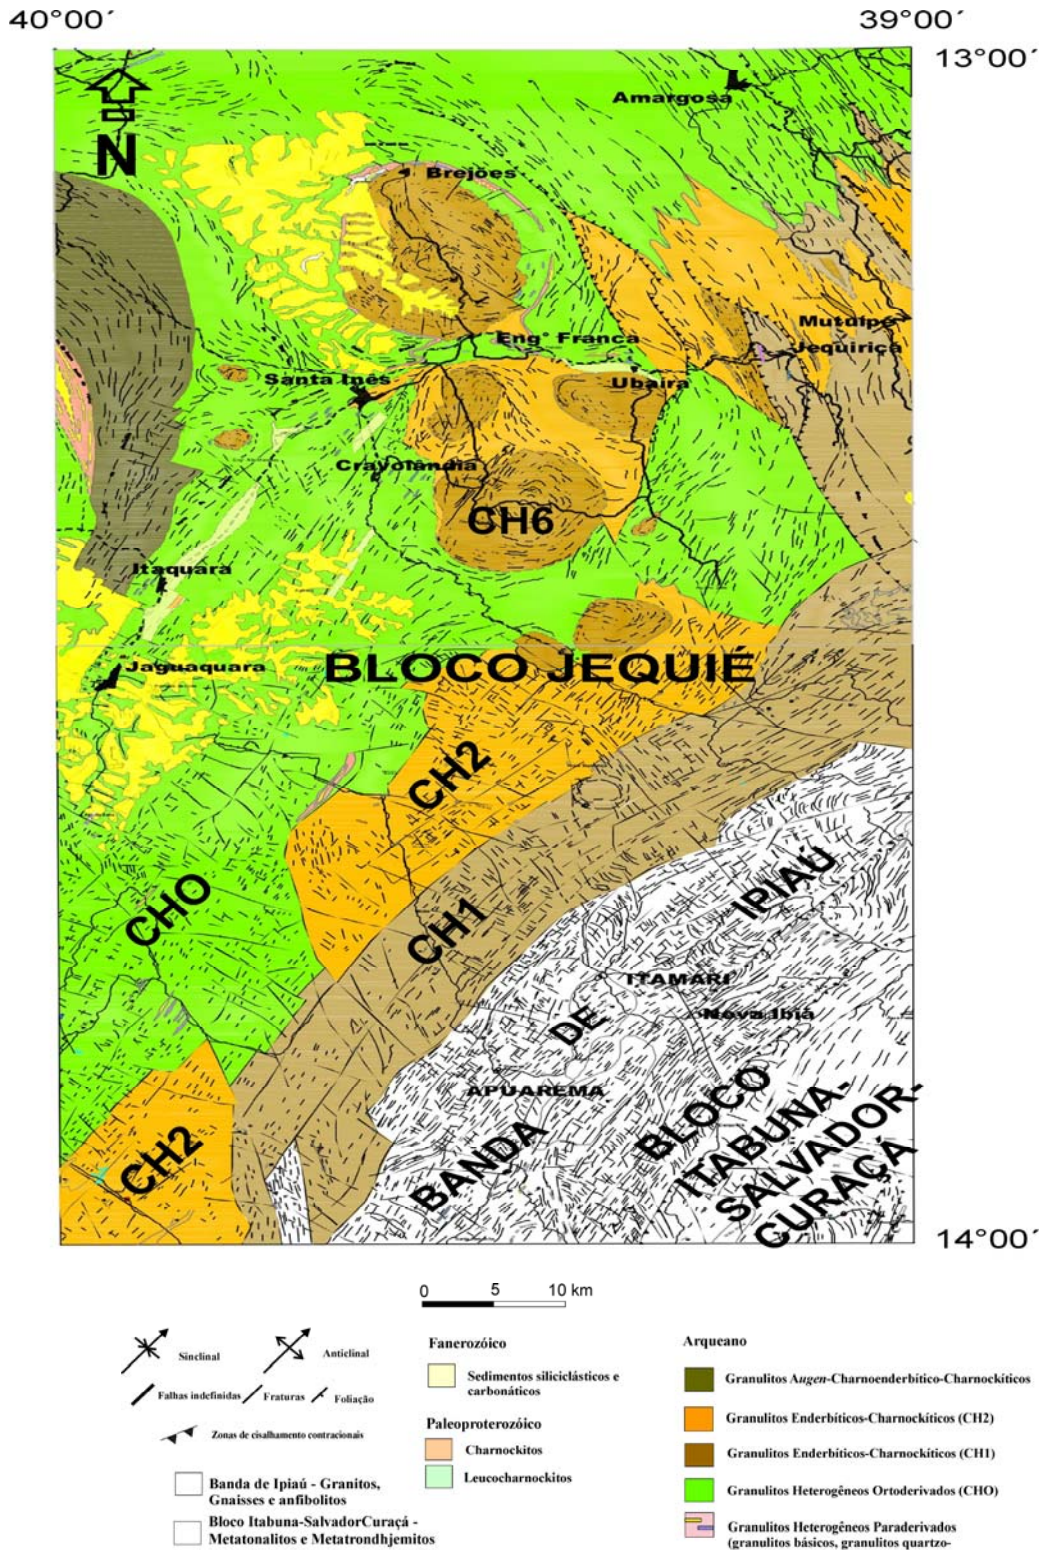 40°00´ 39°00´
13°00´
Amargosa
N
Brejões
Mutuípe
Engº Franca
Jequiriçá
Santa Inês
Ubaíra
Cravolândia
CH6
Itaquara
Jaguaquara
BLOCO JEQUIÉ
CH2
CHO
CH1
IPIAÚ
ITAMARI
DE
Nova Ibiá
APUAREMA
BLOCO
ITABUNA-
SALVADOR-
CURAÇÁ
CH2
BANDA
14°00´
0 5 10 km
Sinclinal
Anticlinal
Falhas indefinidas
Fraturas
Foliação
Zonas de cisalhamento contracionais
Banda de Ipiaú - Granitos,
Gnaisses e anfibolitos
Bloco Itabuna-SalvadorCuraçá -
Metatonalitos e Metatrondhjemitos
Fanerozóico
Sedimentos siliciclásticos e
carbonáticos
Paleoproterozóico
Charnockitos
Leucocharnockitos
Arqueano
Granulitos Augen-Charnoenderbítico-Charnockíticos
Granulitos Enderbíticos-Charnockíticos (CH2)
Granulitos Enderbíticos-Charnockíticos (CH1)
Granulitos Heterogêneos Ortoderivados (CHO)
Granulitos Heterogêneos Paraderivados
(granulitos básicos, granulitos quartzo-